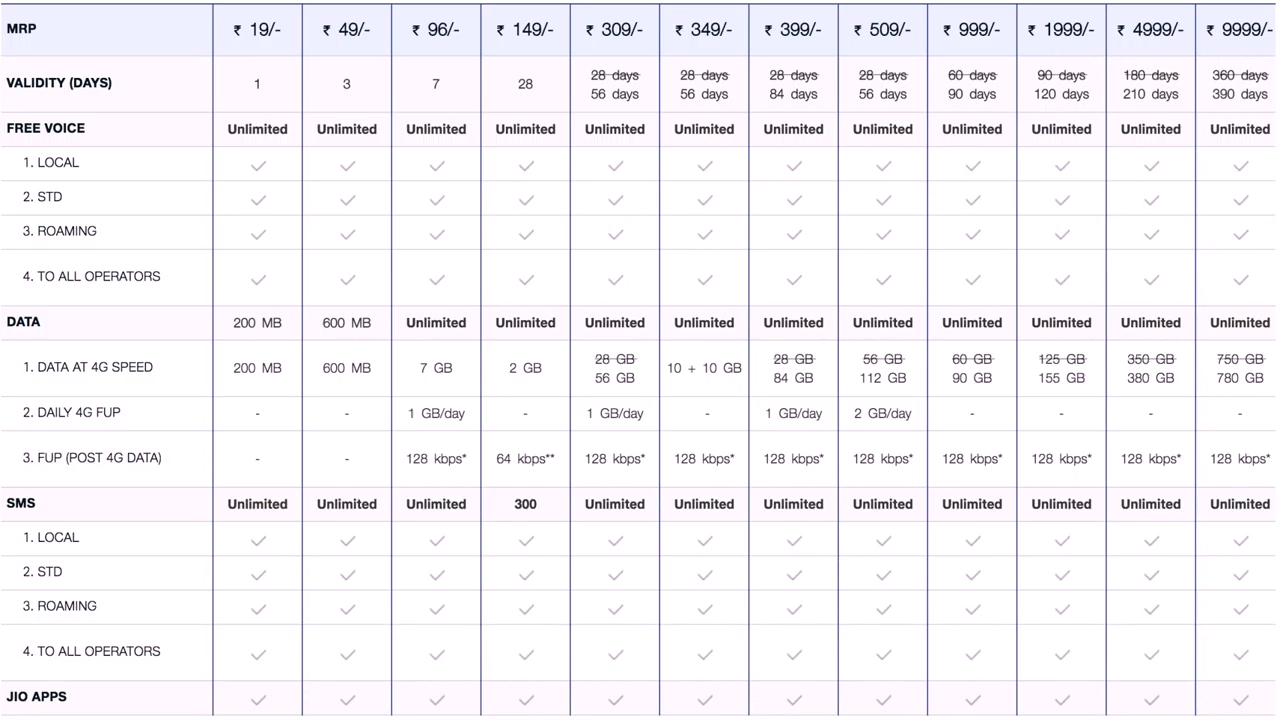 MRP ₹ 19/- ₹ 49/- ₹ 96/- ₹ 149/- ₹ 309/- ₹ 349/- ₹ 399/- ₹ 509/- ₹ 999/- ₹ 1999/- ₹ 4999/- ₹ 9999/-
28 days 28 days 28 days 28 days 60 days 90 days 180 days 360 days
VALIDITY (DAYS) 1 3 7 28
56 days 56 days 84 days 56 days 90 days 120 days 210 days 390 days
FREE VOICE Unlimited Unlimited Unlimited Unlimited Unlimited Unlimited Unlimited Unlimited Unlimited Unlimited Unlimited Unlimited
1. LOCAL ✓ ✓ ✓ ✓ ✓ ✓ ✓ ✓ ✓ ✓ ✓ ✓
2. STD ✓ ✓ ✓ ✓ ✓ ✓ ✓ ✓ ✓ ✓ ✓ ✓
3. ROAMING ✓ ✓ ✓ ✓ ✓ ✓ ✓ ✓ ✓ ✓ ✓ ✓
4. TO ALL OPERATORS ✓ ✓ ✓ ✓ ✓ ✓ ✓ ✓ ✓ ✓ ✓ ✓
DATA 200 MB 600 MB Unlimited Unlimited Unlimited Unlimited Unlimited Unlimited Unlimited Unlimited Unlimited Unlimited
28 GB 28 GB 56 GB 60 GB 125 GB 350 GB 750 GB
1. DATA AT 4G SPEED 200 MB 600 MB 7 GB 2 GB 10 + 10 GB
56 GB 84 GB 112 GB 90 GB 155 GB 380 GB 780 GB
2. DAILY 4G FUP - - 1 GB/day - 1 GB/day - 1 GB/day 2 GB/day - - - -
3. FUP (POST 4G DATA) - - 128 kbps* 64 kbps** 128 kbps* 128 kbps* 128 kbps* 128 kbps* 128 kbps* 128 kbps* 128 kbps* 128 kbps*
SMS Unlimited Unlimited Unlimited 300 Unlimited Unlimited Unlimited Unlimited Unlimited Unlimited Unlimited Unlimited
1. LOCAL ✓ ✓ ✓ ✓ ✓ ✓ ✓ ✓ ✓ ✓ ✓ ✓
2. STD ✓ ✓ ✓ ✓ ✓ ✓ ✓ ✓ ✓ ✓ ✓ ✓
3. ROAMING ✓ ✓ ✓ ✓ ✓ ✓ ✓ ✓ ✓ ✓ ✓ ✓
4. TO ALL OPERATORS ✓ ✓ ✓ ✓ ✓ ✓ ✓ ✓ ✓ ✓ ✓ ✓
JIO APPS ✓ ✓ ✓ ✓ ✓ ✓ ✓ ✓ ✓ ✓ ✓ ✓